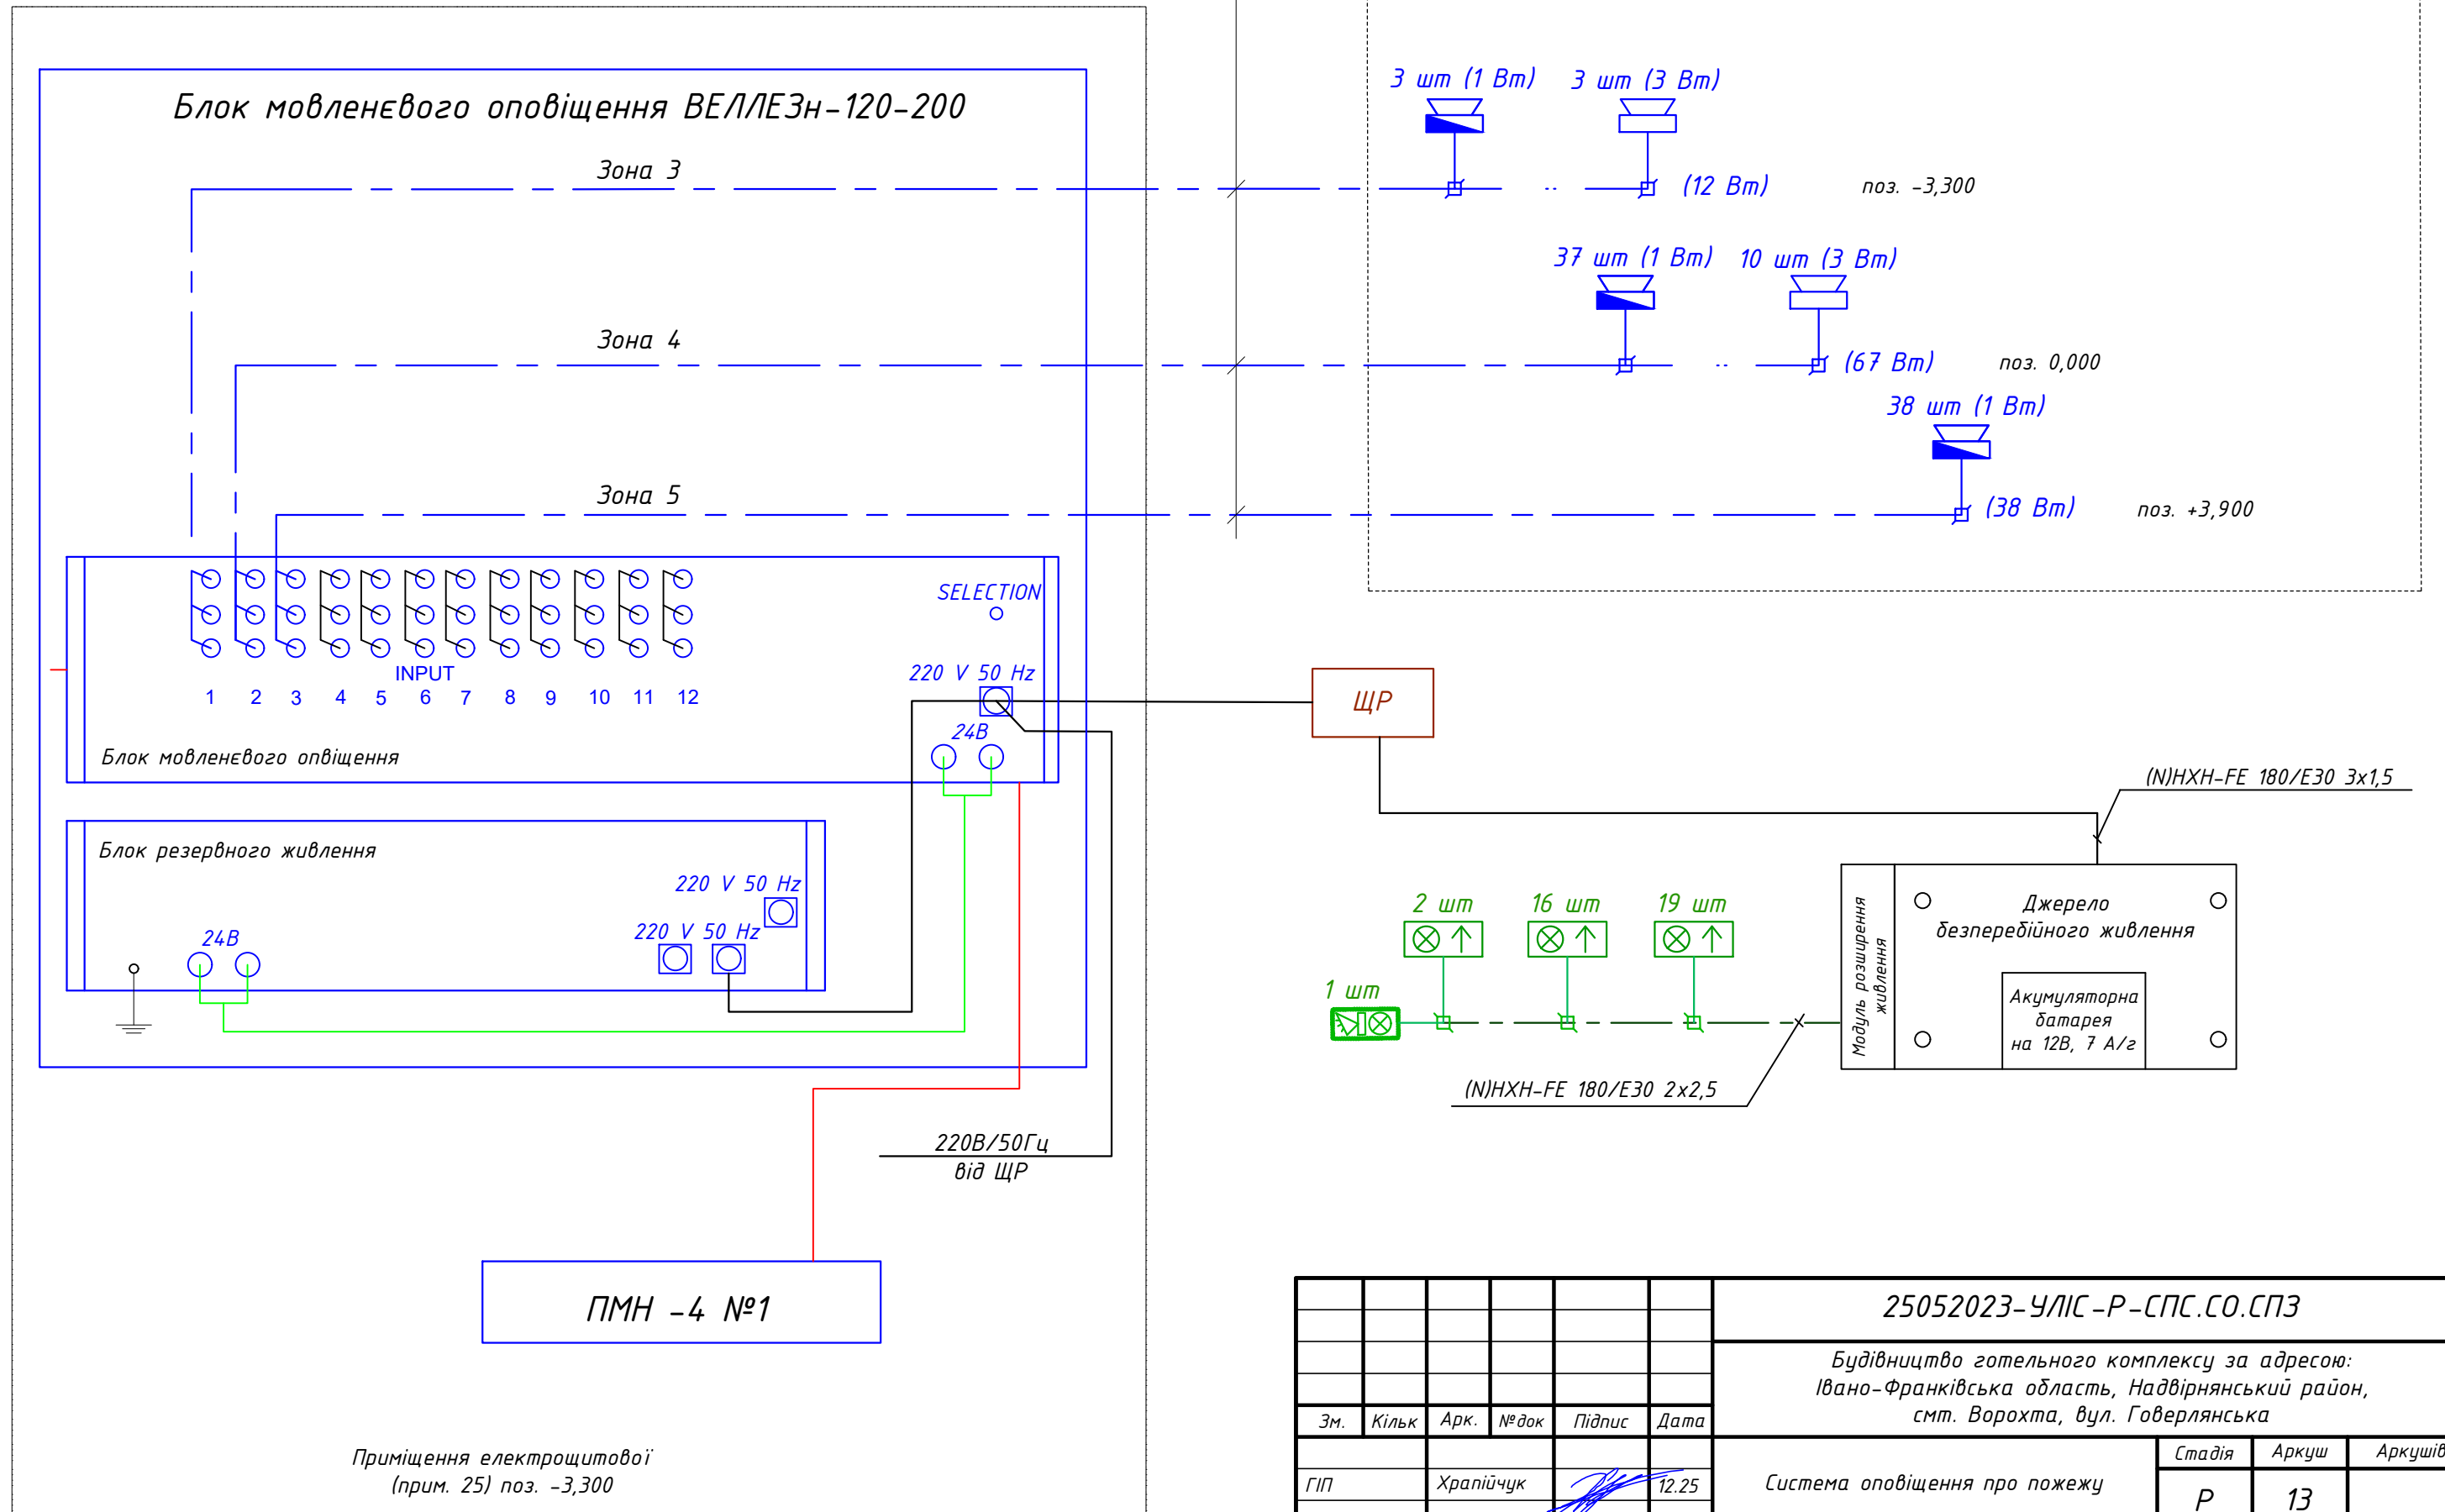 Блок мовленєвого оповіщення ВЕЛЛЕЗн-120-200
3 шт (1 Вт)
3 шт (3 Вт)
Зона 3
(12 Вт)
поз. -3,300
37 шт (1 Вт)
10 шт (3 Вт)
Зона 4
(67 Вт)
поз. 0,000
38 шт (1 Вт)
Зона 5
(38 Вт)
поз. +3,900
SELECTION
INPUT
220 V 50 Hz
1 2 3 4 5 6 7 8 9 10 11 12
24В
Блок мовленєвого опвіщення
ЩР
(N)HXH-FE 180/E30 3x1,5
Блок резервного живлення
220 V 50 Hz
220 V 50 Hz
24В
2 шт
16 шт
19 шт
1 шт
Модуль розширення
живлення
Джерело
безперебійного живлення
Акумуляторна
батарея
на 12В, 7 А/г
(N)HXH-FE 180/E30 2x2,5
220В/50Гц
від ЩР
ПМН -4 №1
Приміщення електрощитової
(прим. 25) поз. -3,300
25052023-УЛІС-Р-СПС.СО.СПЗ
Будівництво готельного комплексу за адресою:
Івано-Франківська область, Надвірнянський район,
смт. Ворохта, вул. Говерлянська
Зм. Кільк Арк. №док Підпис Дата
Стадія Аркуш Аркушів
ГІП Храпійчук 12.25
Система оповіщення про пожежу
Р 13